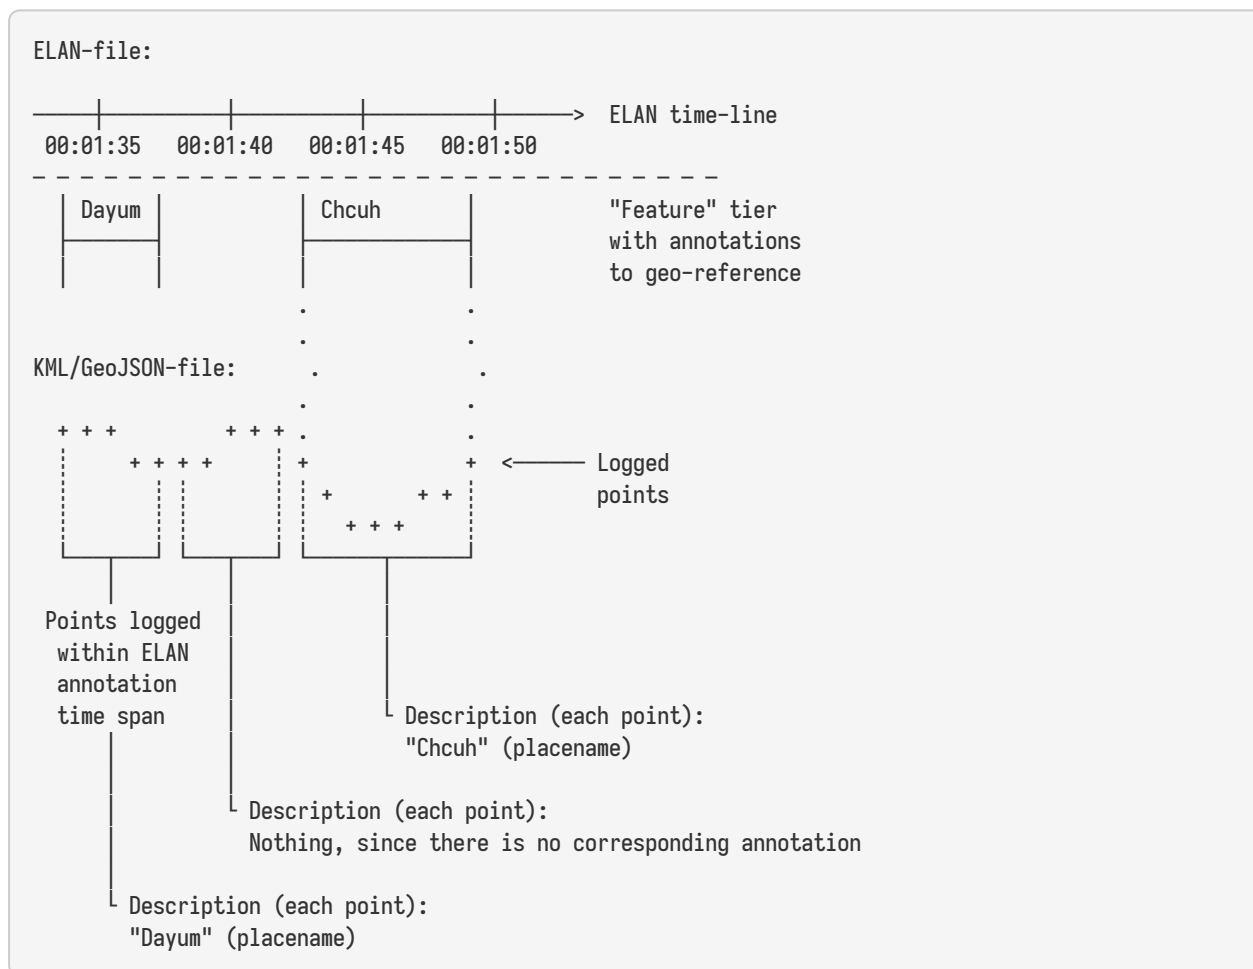 ELAN-file:
ELAN time-line
00:01:35 00:01:40 00:01:45 00:01:50
Dayum Chcuh "Feature" tier
with annotations
to geo-reference
KML/GeoJSON-file:
Logged
points
Points logged
within ELAN
annotation
time span
Description (each point):
"Chcuh" (placename)
Description (each point):
Nothing, since there is no corresponding annotation
Description (each point):
"Dayum" (placename)